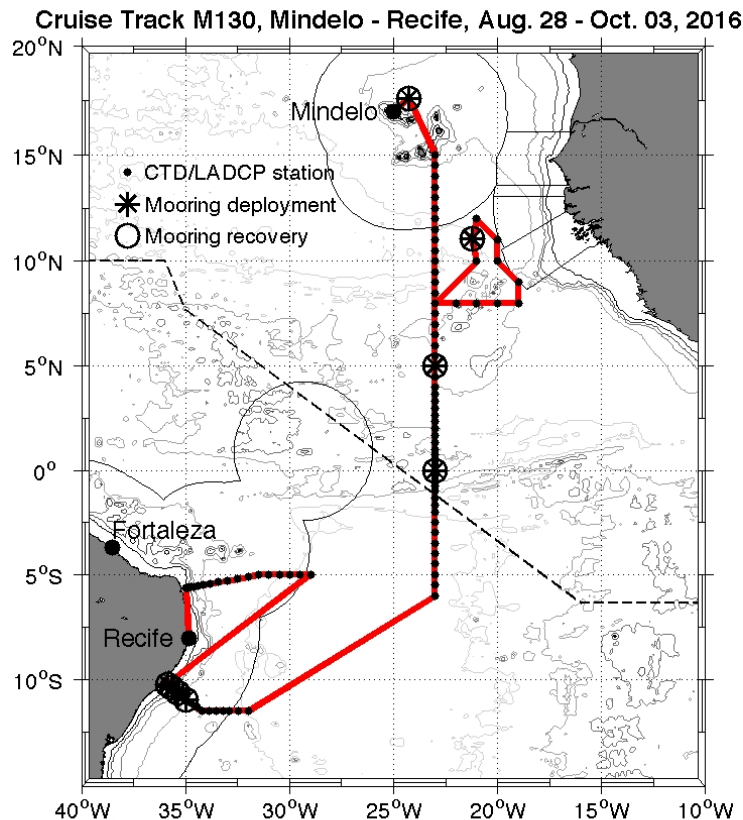 Cruise Track M130, Mindelo - Recife, Aug. 28 - Oct. 03, 2016
20°N
Mindelo
15°N
CTD/LADCP station
Mooring deployment
Mooring recovery
10°N
5°N
0°
Fortaleza
5°S
Recife
10°S
40°W 35°W 30°W 25°W 20°W 15°W 10°W